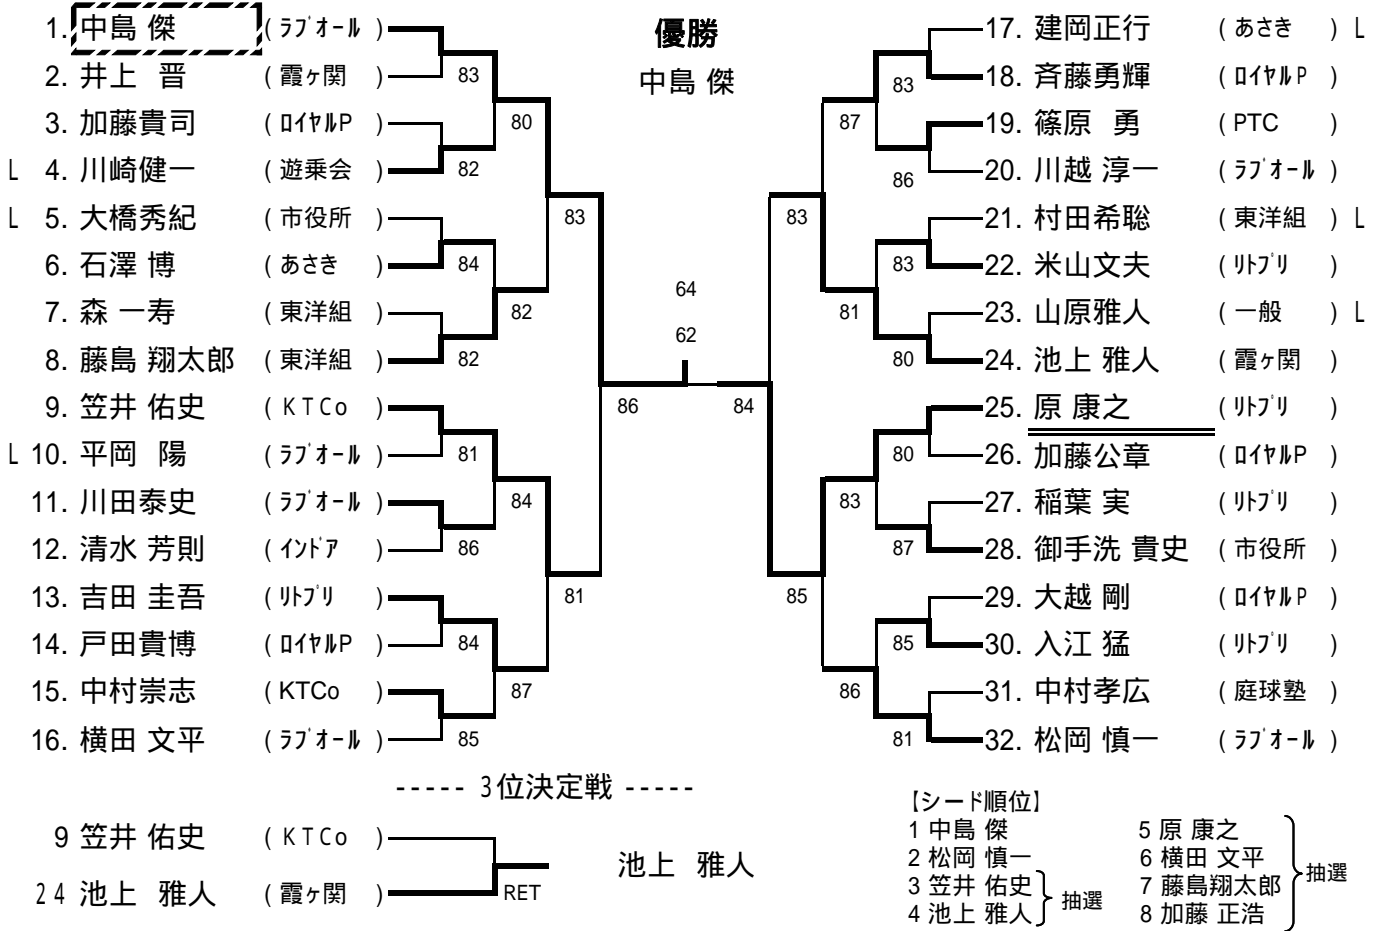 優勝
中島 傑
1. 中島 傑 (ﾗﾌﾞｵｰﾙ)
2. 井上 晋 (霞ヶ関)
83
3. 加藤貴司 (ﾛｲﾔﾙP)
80
L 4. 川崎健一 (遊乗会)
82
L 5. 大橋秀紀 (市役所)
83
6. 石澤 博 (あさき)
84
7. 森 一寿 (東洋組)
82
8. 藤島 翔太郎 (東洋組)
82
9. 笠井 佑史 (KTCo)
86
L 10. 平岡 陽 (ﾗﾌﾞｵｰﾙ)
81
11. 川田泰史 (ﾗﾌﾞｵｰﾙ)
84
12. 清水 芳則 (ｲﾝﾄﾞｱ)
86
13. 吉田 圭吾 (ﾘﾄﾌﾟﾘ)
81
14. 戸田貴博 (ﾛｲﾔﾙP)
84
15. 中村崇志 (KTCo)
87
16. 横田 文平 (ﾗﾌﾞｵｰﾙ)
85
64
62
17. 建岡正行 (あさき) L
18. 斉藤勇輝 (ﾛｲﾔﾙP)
83
19. 篠原 勇 (PTC)
87
20. 川越 淳一 (ﾗﾌﾞｵｰﾙ)
86
21. 村田希聡 (東洋組) L
83
22. 米山文夫 (ﾘﾄﾌﾟﾘ)
83
23. 山原雅人 (一般) L
81
24. 池上 雅人 (霞ヶ関)
80
25. 原 康之 (ﾘﾄﾌﾟﾘ)
84
26. 加藤公章 (ﾛｲﾔﾙP)
80
27. 稲葉 実 (ﾘﾄﾌﾟﾘ)
83
28. 御手洗 貴史 (市役所)
87
29. 大越 剛 (ﾛｲﾔﾙP)
85
30. 入江 猛 (ﾘﾄﾌﾟﾘ)
85
31. 中村孝広 (庭球塾)
86
32. 松岡 慎一 (ﾗﾌﾞｵｰﾙ)
81
----- 3位決定戦 -----
9 笠井 佑史 (KTCo)
24 池上 雅人 (霞ヶ関)
RET
池上 雅人
【シード順位】
1 中島 傑
2 松岡 慎一
3 笠井 佑史
4 池上 雅人
抽選
5 原 康之
6 横田 文平
7 藤島翔太郎
8 加藤 正浩
抽選